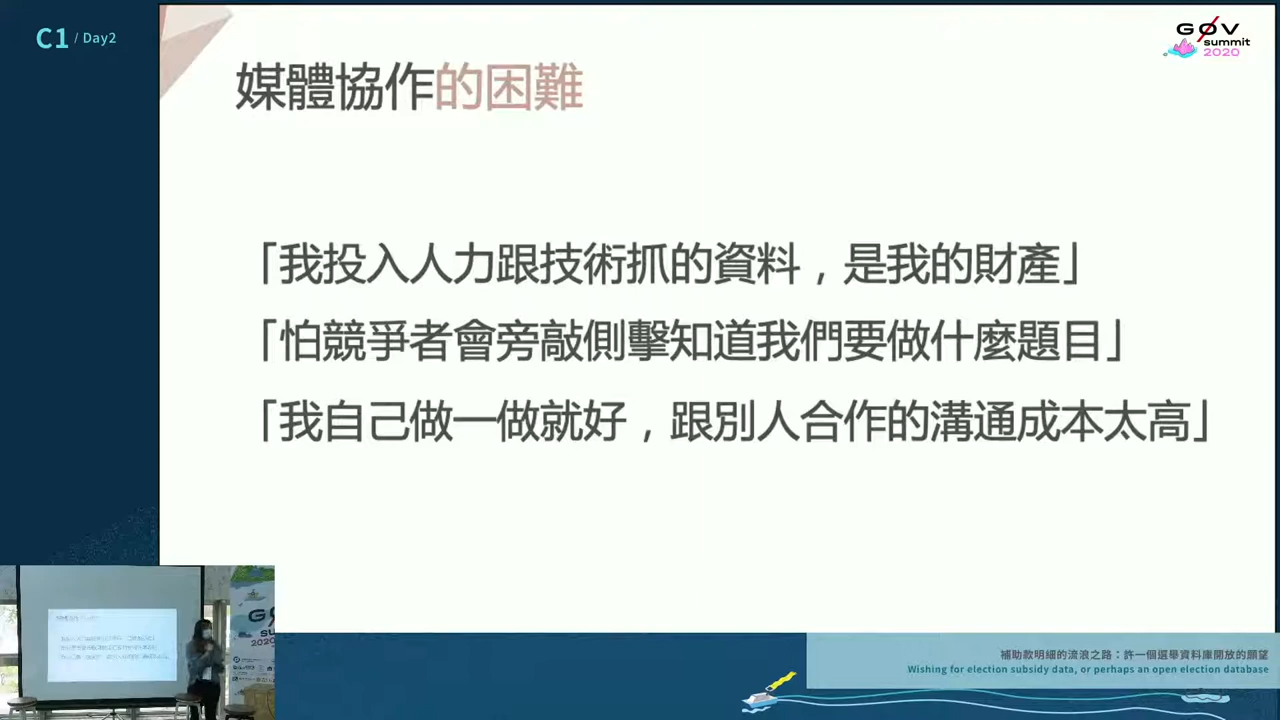 C1 / Day2
GØV
summit
2020
媒體協作的困難
「我投入人力跟技術抓的資料，是我的財產」
「怕競爭者會旁敲側擊知道我們要做什麼題目」
「我自己做一做就好，跟別人合作的溝通成本太高」
補助款明細的流浪之路：許一個選舉資料庫開放的願望
Wishing for election subsidy data, or perhaps an open election database